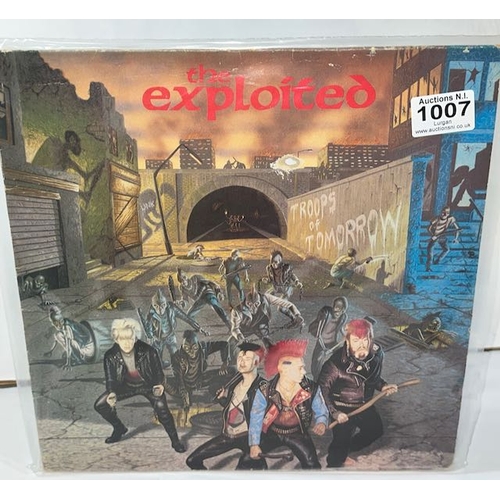 the
exploited
Auctions N.I.
1007
Lurgan
www.auctionsni.co.uk
TROOPS
OF
TOMORROW